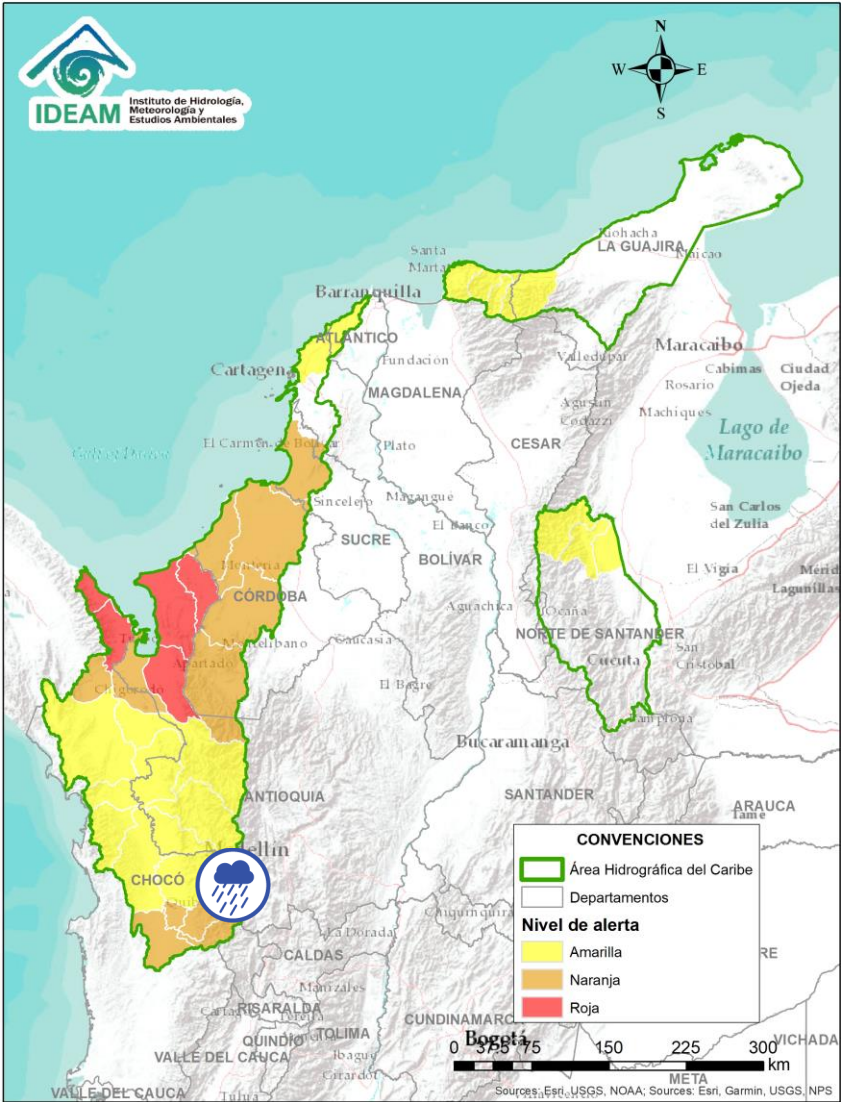 N
W E
S
IDEAM
Instituto de Hidrología,
Meteorología y
Estudios Ambientales
Riohacha
LA GUAJIRA
Maicao
Santa
Marta
Barranquilla
ATLÁNTICO
Cartagena
Fundación
Valledupar
Maracaibo
Cabimas
Ciudad
Ojeda
Rosario
MAGDALENA
Agustín
Codazzi
Machiques
Lago de
Maracaibo
El Carmen de Bolívar
Plato
CESAR
Sincelejo
Magangué
San Carlos
del Zulia
El Banco
SUCRE
BOLÍVAR
Montería
El Vigía
Lagunillas
CÓRDOBA
Aguachica
Ocaña
NORTE DE SANTANDER
Montelíbano
Caucasia
Apartadó
Cúcuta
San
Cristóbal
Chigorodó
El Bagre
Pamplona
Bucaramanga
ANTIOQUIA
SANTANDER
ARAUCA
Tame
Medellín
CHOCÓ
CONVENCIONES
Área Hidrográfica del Caribe
Departamentos
Nivel de alerta
Amarilla
Naranja
Roja
Chiquinquirá
La Dorada
CALDAS
Manizales
RISARALDA
Pereira
CUNDINAMARC
QUINDÍO
TOLIMA
Bogotá
VICHADA
VALLE DEL CAUCA
Ibagué
Girardot
0 37,5 75 150 225 300
km
META
VALLE DEL CAUCA
Tuluá
Sources: Esri, USGS, NOAA; Sources: Esri, Garmin, USGS, NPS